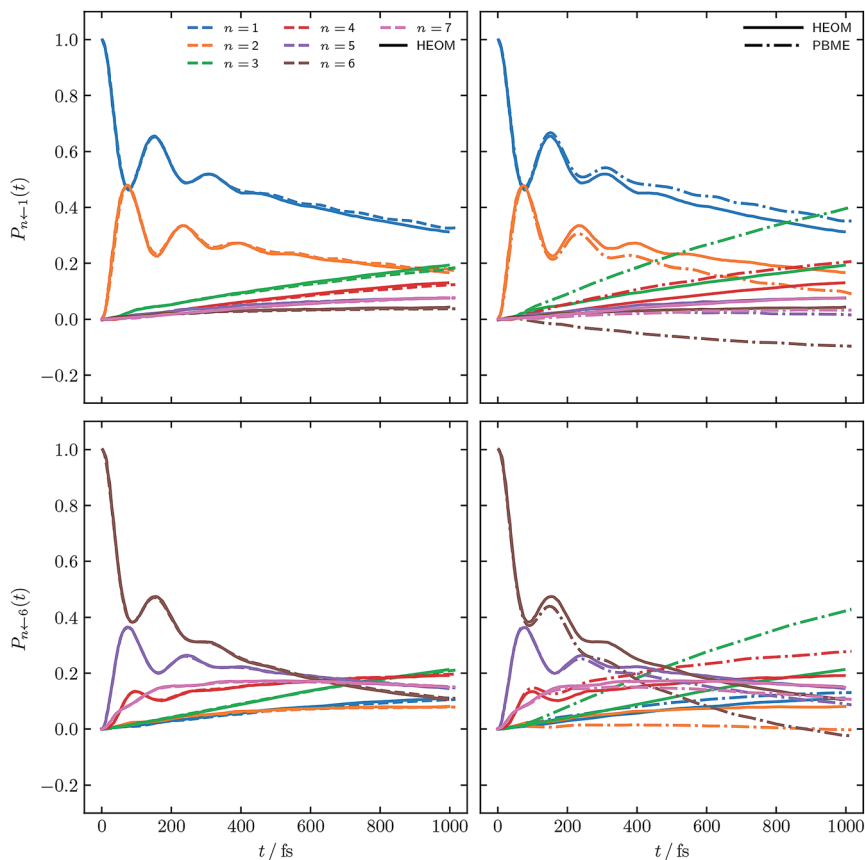 n = 1 n = 4 n = 7
n = 2 n = 5 HEOM
n = 3 n = 6
HEOM
PBME
1.0
0.8
0.6
0.4
0.2
0.0
−0.2
Pn←1(t)
1.0
0.8
0.6
0.4
0.2
0.0
−0.2
Pn←6(t)
0 200 400 600 800 1000
0 200 400 600 800 1000
t / fs
t / fs